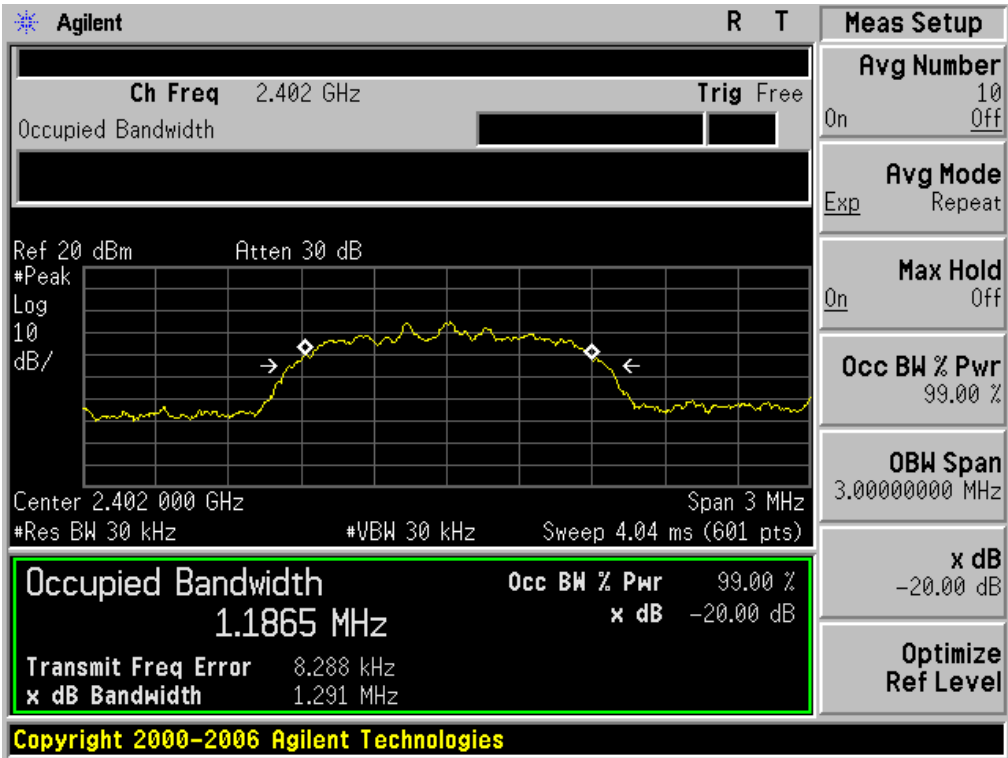 Agilent R T
Ch Freq 2.402 GHz Trig Free
Occupied Bandwidth
Ref 20 dBm Atten 30 dB
#Peak
Log
10
dB/
Center 2.402 000 GHz Span 3 MHz
#Res BW 30 kHz #VBW 30 kHz Sweep 4.04 ms (601 pts)
Occupied Bandwidth Occ BW % Pwr 99.00 %
1.1865 MHz x dB -20.00 dB
Transmit Freq Error 8.288 kHz
x dB Bandwidth 1.291 MHz
Copyright 2000-2006 Agilent Technologies
Meas Setup
Avg Number
10
On Off
Avg Mode
Exp Repeat
Max Hold
On Off
Occ BW % Pwr
99.00 %
OBW Span
3.00000000 MHz
x dB
-20.00 dB
Optimize
Ref Level